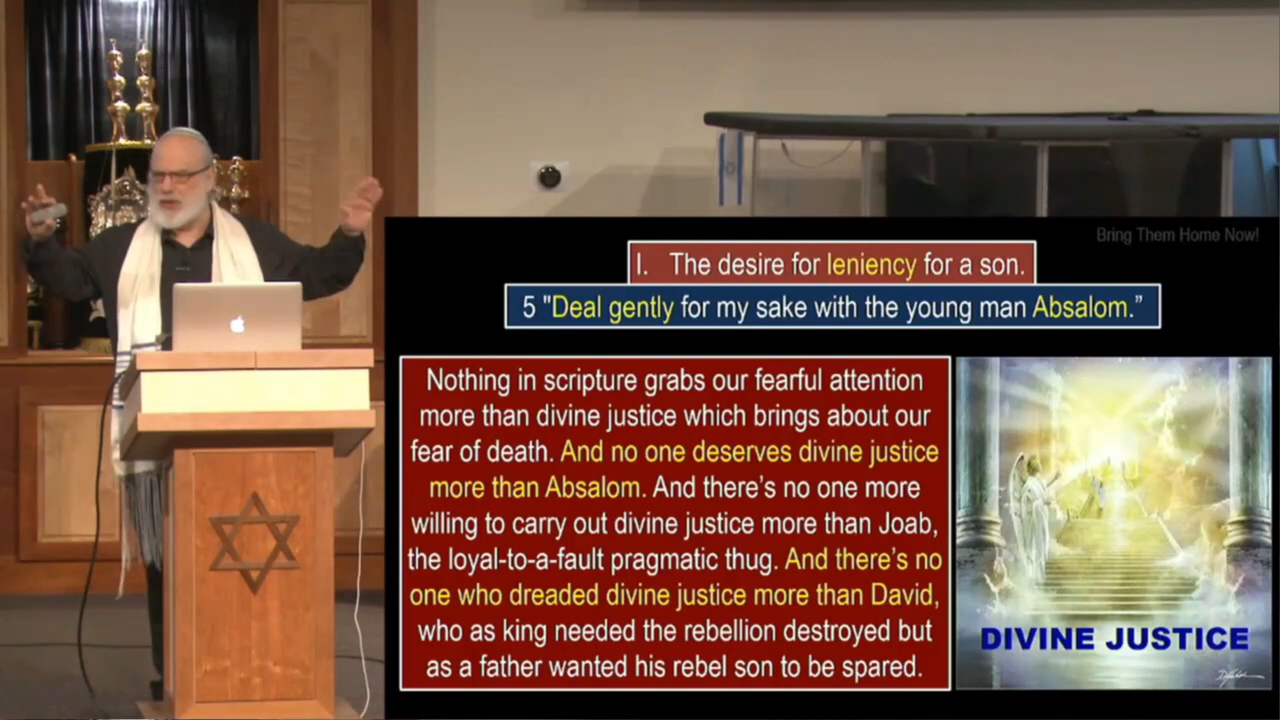 Bring Them Home Now!
I. The desire for leniency for a son.
5 "Deal gently for my sake with the young man Absalom.”
Nothing in scripture grabs our fearful attention
more than divine justice which brings about our
fear of death. And no one deserves divine justice
more than Absalom. And there’s no one more
willing to carry out divine justice more than Joab,
the loyal-to-a-fault pragmatic thug. And there’s no
one who dreaded divine justice more than David,
who as king needed the rebellion destroyed but
as a father wanted his rebel son to be spared.
DIVINE JUSTICE